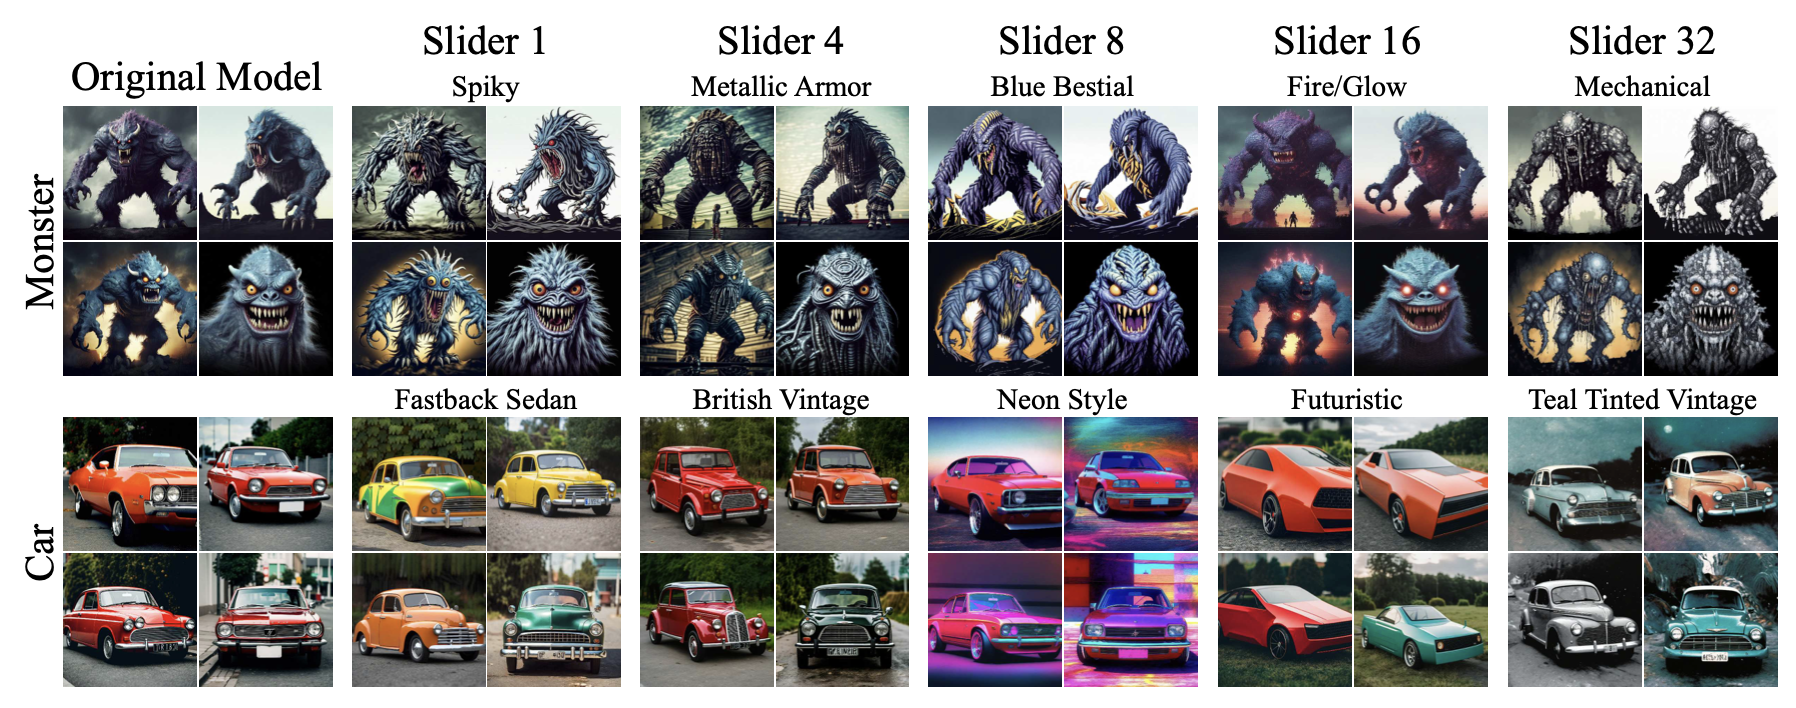 Original Model
Slider 1
Slider 4
Slider 8
Slider 16
Slider 32
Spiky
Metallic Armor
Blue Bestial
Fire/Glow
Mechanical
Monster
Fastback Sedan
British Vintage
Neon Style
Futuristic
Teal Tinted Vintage
Car